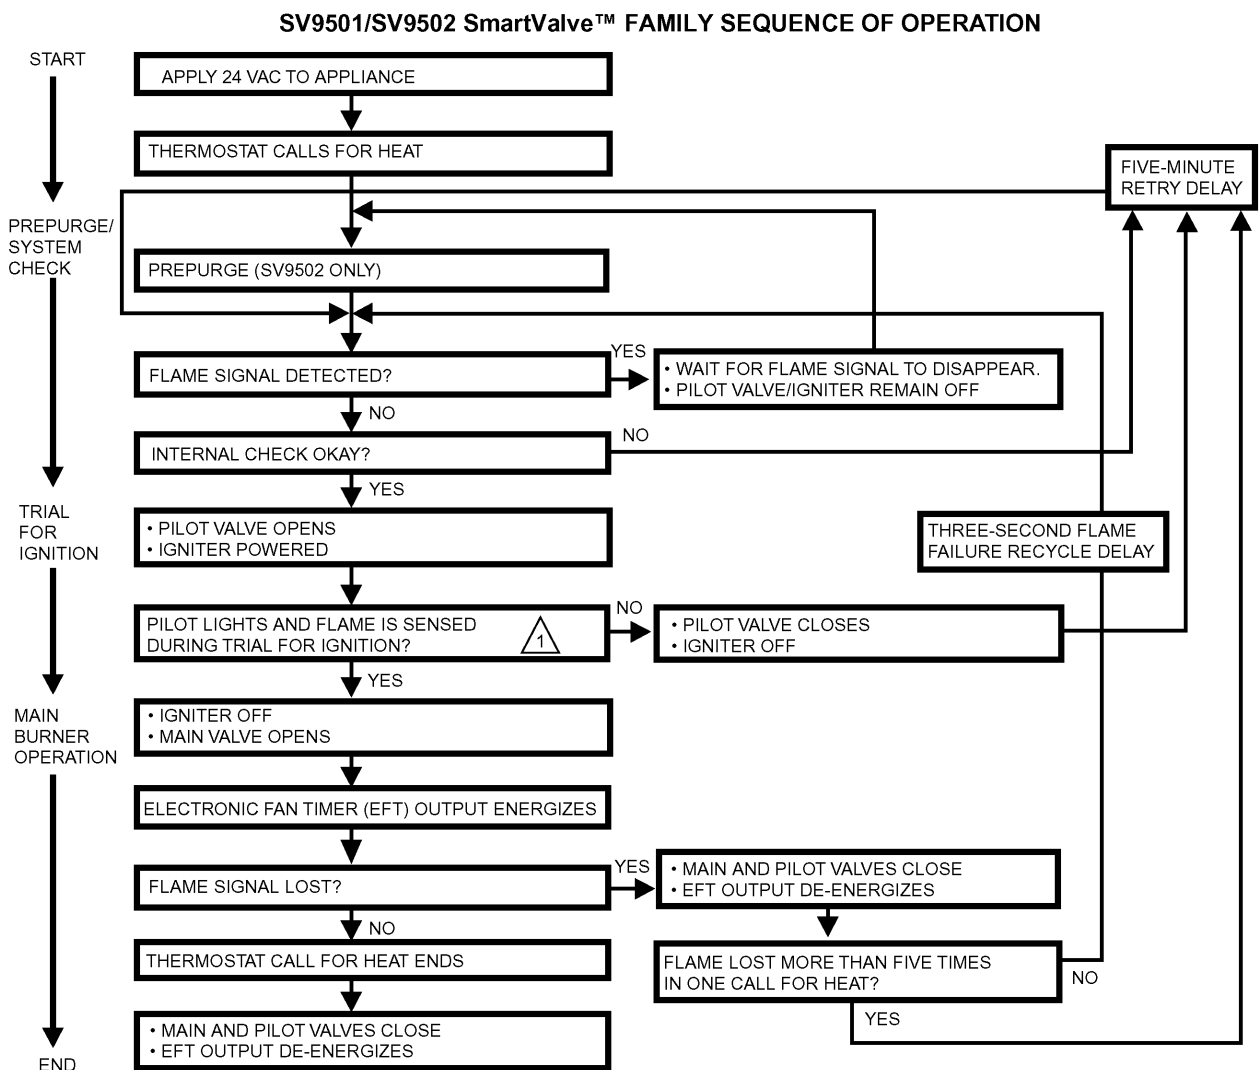 SV9501/SV9502 SmartValve™ FAMILY SEQUENCE OF OPERATION
START
APPLY 24 VAC TO APPLIANCE
THERMOSTAT CALLS FOR HEAT
FIVE-MINUTE
RETRY DELAY
PREPURGE/
SYSTEM
CHECK
PREPURGE (SV9502 ONLY)
FLAME SIGNAL DETECTED?
YES
• WAIT FOR FLAME SIGNAL TO DISAPPEAR.
• PILOT VALVE/IGNITER REMAIN OFF
NO
INTERNAL CHECK OKAY?
NO
YES
TRIAL
FOR
IGNITION
• PILOT VALVE OPENS
• IGNITER POWERED
THREE-SECOND FLAME
FAILURE RECYCLE DELAY
PILOT LIGHTS AND FLAME IS SENSED
DURING TRIAL FOR IGNITION?
1
NO
• PILOT VALVE CLOSES
• IGNITER OFF
YES
MAIN
BURNER
OPERATION
• IGNITER OFF
• MAIN VALVE OPENS
ELECTRONIC FAN TIMER (EFT) OUTPUT ENERGIZES
FLAME SIGNAL LOST?
YES
• MAIN AND PILOT VALVES CLOSE
• EFT OUTPUT DE-ENERGIZES
NO
THERMOSTAT CALL FOR HEAT ENDS
FLAME LOST MORE THAN FIVE TIMES
IN ONE CALL FOR HEAT?
NO
YES
• MAIN AND PILOT VALVES CLOSE
• EFT OUTPUT DE-ENERGIZES
END